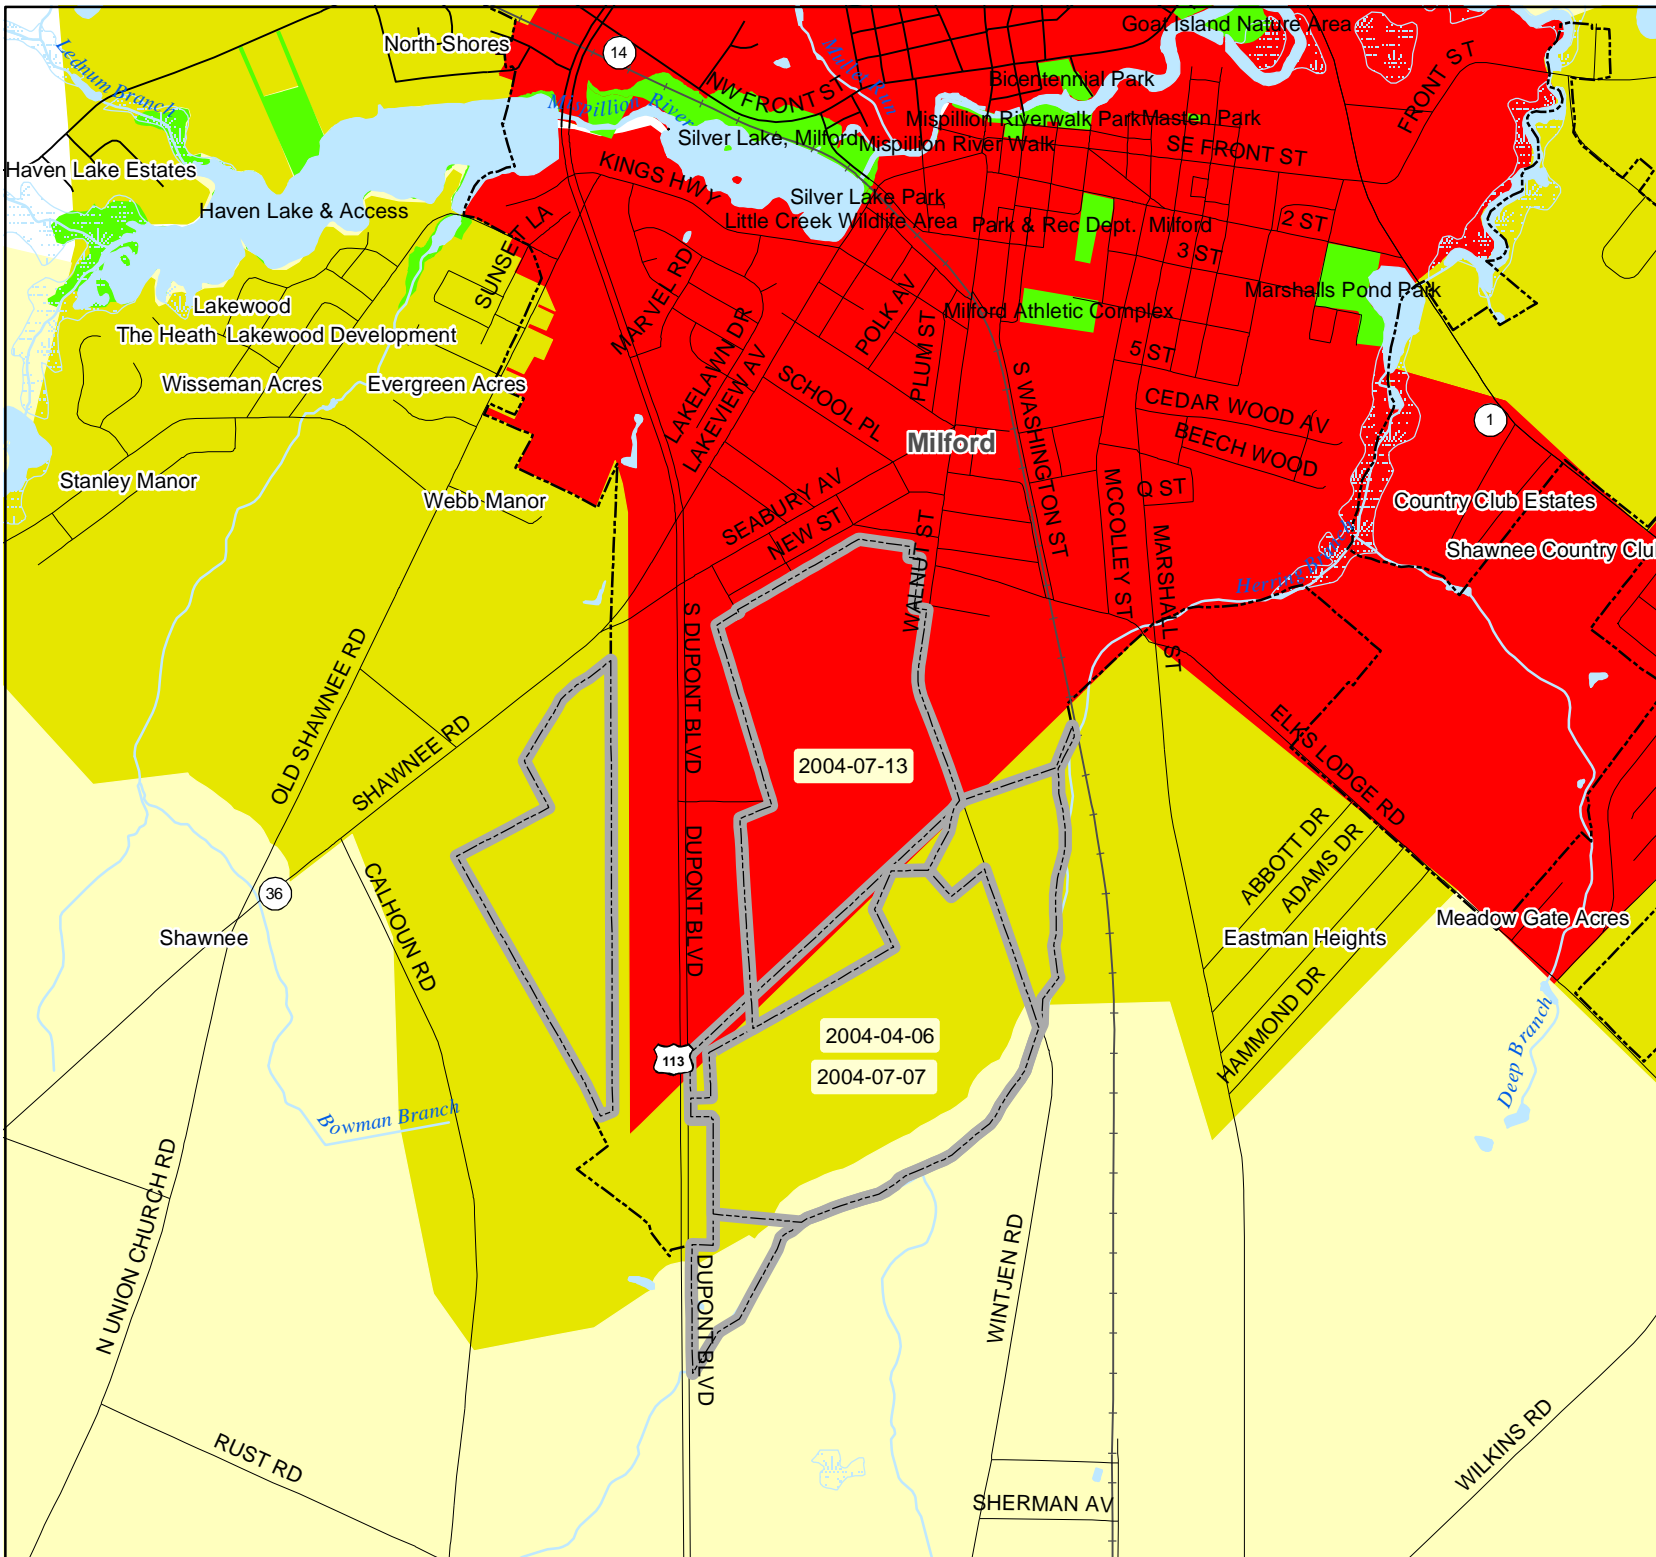 Goat Island Nature Area
North Shores
14
Lednum Branch
Mullet Run
Mispillion River
NW FRONT ST
Bicentennial Park
FRONT ST
Mispillion Riverwalk Park
Masten Park
Silver Lake, Milford
Mispillion River Walk
SE FRONT ST
Haven Lake Estates
KINGS HWY
Silver Lake Park
Haven Lake & Access
Little Creek Wildlife Area
Park & Rec Dept. Milford
2 ST
3 ST
SUNSET LA
MARVEL RD
Marshalls Pond Park
Lakewood
Milford Athletic Complex
The Heath
Lakewood Development
POLK AV
PLUM ST
5 ST
LAKELAWN DR
LAKEVIEW AV
Wisseman Acres
Evergreen Acres
SCHOOL PL
S WASHINGTON ST
CEDAR WOOD AV
1
BEECH WOOD
Milford
Stanley Manor
Webb Manor
SEABURY AV
NEW ST
MCCOLLEY ST
Q ST
MARSHALL ST
Country Club Estates
Shawnee Country Clu
WALNUT ST
Herring Branch
S DUPONT BLVD
OLD SHAWNEE RD
SHAWNEE RD
ELKS LODGE RD
2004-07-13
ABBOTT DR
ADAMS DR
DUPONT BLVD
CALHOUN RD
36
Shawnee
Meadow Gate Acres
Eastman Heights
HAMMOND DR
2004-04-06
113
2004-07-07
Deep Branch
Bowman Branch
N UNION CHURCH RD
WINTJEN RD
DUPONT BLVD
RUST RD
WILKINS RD
SHERMAN AV